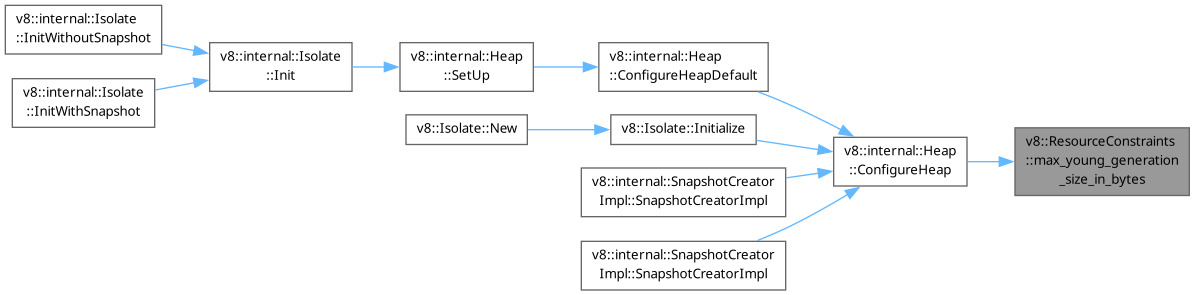 v8::internal::Isolate
::InitWithoutSnapshot
v8::internal::Isolate
::InitWithSnapshot
v8::internal::Isolate
::Init
v8::internal::Heap
::SetUp
v8::internal::Heap
::ConfigureHeapDefault
v8::Isolate::New
v8::Isolate::Initialize
v8::internal::SnapshotCreator
Impl::SnapshotCreatorImpl
v8::internal::SnapshotCreator
Impl::SnapshotCreatorImpl
v8::internal::Heap
::ConfigureHeap
v8::ResourceConstraints
::max_young_generation
_size_in_bytes